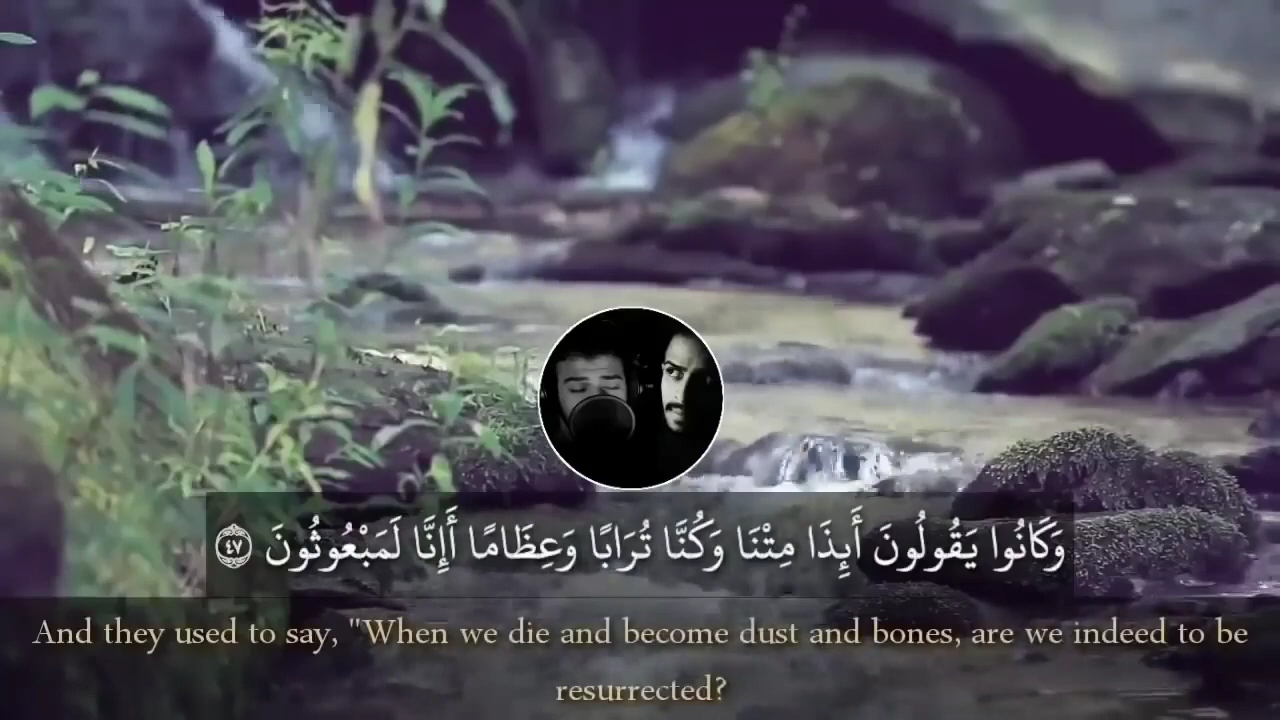 وَكَانُوا يَقُولُونَ أَيِٕذَا مِتْنَا وَكُنَّا تُرَابًا وَعِظَامًا أَإِنَّا لَمَبْعُوثُونَ ٤٧
And they used to say, "When we die and become dust and bones, are we indeed to be
resurrected?